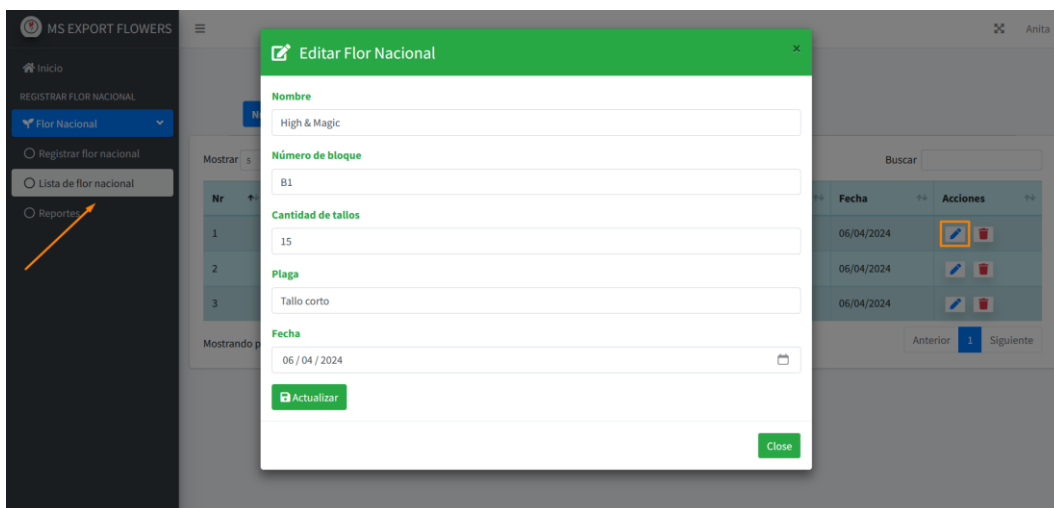 MS EXPORT FLOWERS
Anita
Inicio
REGISTRAR FLOR NACIONAL
Flor Nacional
Registrar flor nacional
Lista de flor nacional
Reportes
Mostrar 5
Buscar
Nr
Fecha
Acciones
1
06/04/2024
2
06/04/2024
3
06/04/2024
Mostrando
Anterior 1 Siguiente
Editar Flor Nacional
×
Nombre
High & Magic
Número de bloque
B1
Cantidad de tallos
15
Plaga
Tallo corto
Fecha
06 / 04 / 2024
Actualizar
Close